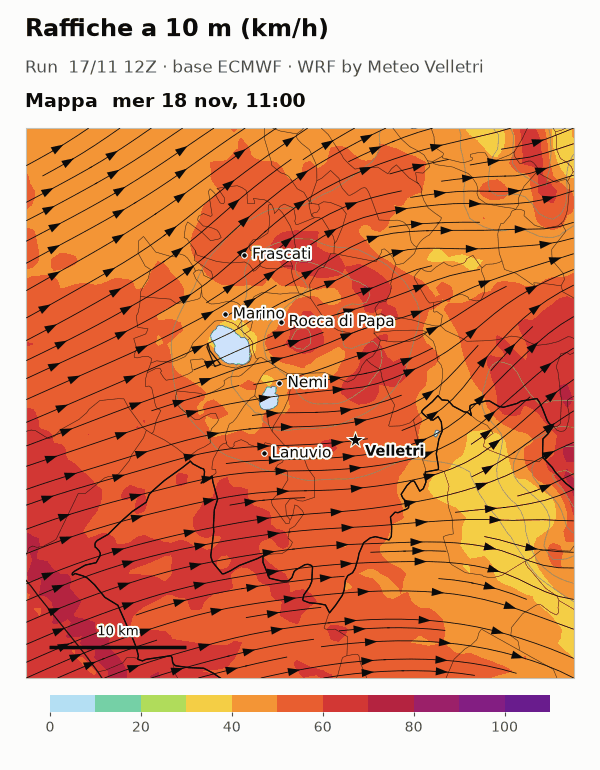 Raffiche a 10 m (km/h)
Run 17/11 12Z · base ECMWF · WRF by Meteo Velletri
Mappa mer 18 nov, 11:00
Frascati
Marino
Rocca di Papa
Nemi
Velletri
Lanuvio
10 km
0 20 40 60 80 100